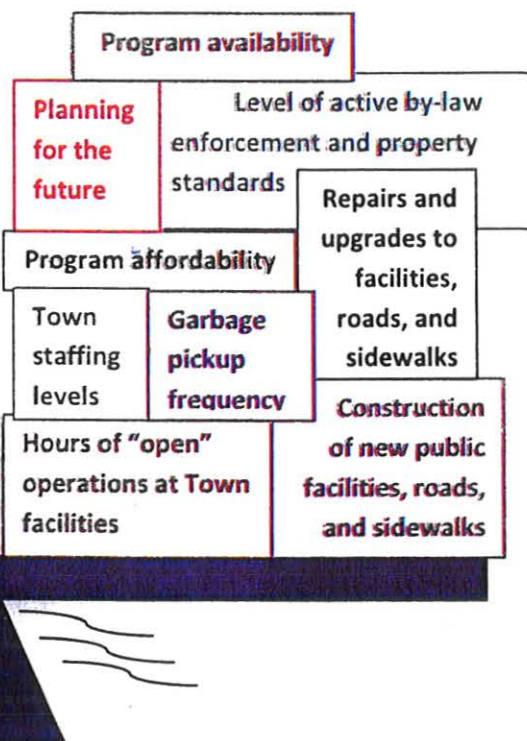 Program availability
Planning
for the
future
Level of active by-law
enforcement and property
standards
Repairs and
upgrades to
facilities,
roads, and
sidewalks
Program affordability
Town
staffing
levels
Garbage
pickup
frequency
Construction
of new public
facilities, roads,
and sidewalks
Hours of “open”
operations at Town
facilities